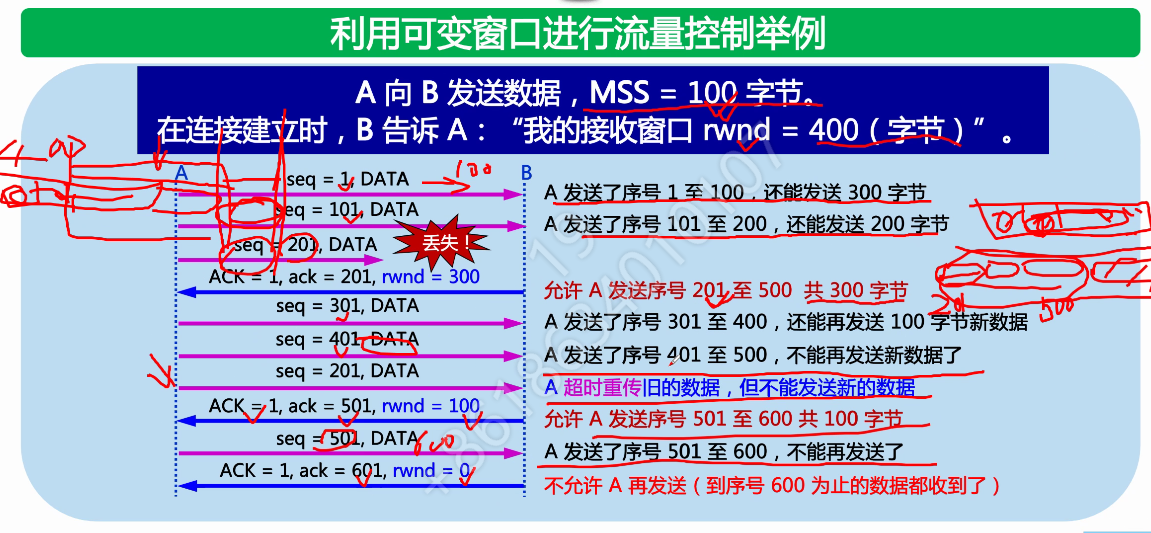 利用可变窗口进行流量控制举例
A 向 B 发送数据，MSS = 100 字节。
在连接建立时，B 告诉 A：“我的接收窗口 rwnd = 400（字节）”。
A
B
seq = 1, DATA
100
A 发送了序号 1 至 100，还能发送 300 字节
seq = 101, DATA
A 发送了序号 101 至 200，还能发送 200 字节
seq = 201, DATA
丢失！
ACK = 1, ack = 201, rwnd = 300
允许 A 发送序号 201 至 500 共 300 字节
201
500
seq = 301, DATA
A 发送了序号 301 至 400，还能再发送 100 字节新数据
seq = 401, DATA
A 发送了序号 401 至 500，不能再发送新数据了
seq = 201, DATA
A 超时重传旧的数据，但不能发送新的数据
ACK = 1, ack = 501, rwnd = 100
允许 A 发送序号 501 至 600 共 100 字节
seq = 501, DATA
600
A 发送了序号 501 至 600，不能再发送了
ACK = 1, ack = 601, rwnd = 0
不允许 A 再发送（到序号 600 为止的数据都收到了）